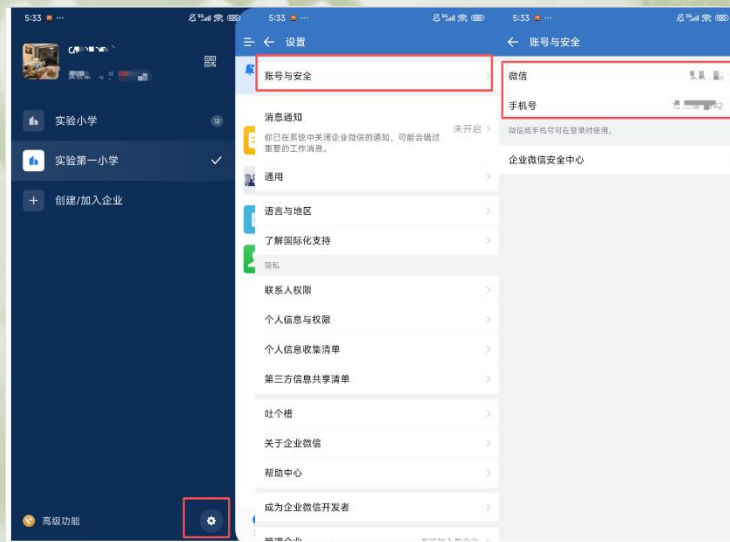 5:33
实验小学
12
实验第一小学
创建/加入企业
高级功能
5:33
设置
账号与安全
消息通知
你已在系统中关闭企业微信的通知，可能会错过
重要的工作消息。
未开启
通用
语言与地区
了解国际化支持
隐私
联系人权限
个人信息与权限
个人信息收集清单
第三方信息共享清单
吐个槽
关于企业微信
帮助中心
成为企业微信开发者
5:33
账号与安全
微信
手机号
42
微信或手机号可在登录时使用。
企业微信安全中心